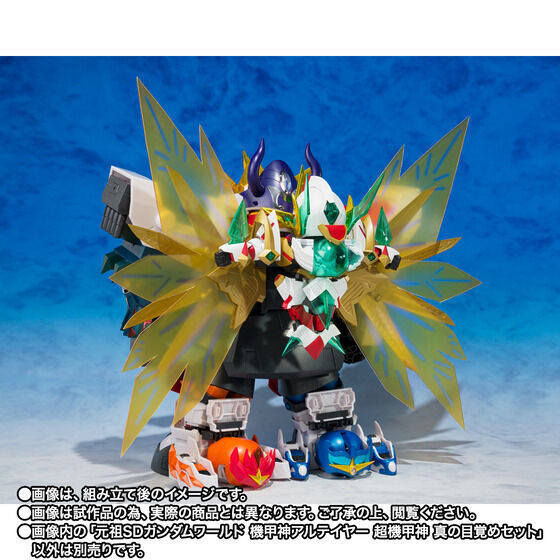 ●画像は、組み立て後のイメージです。
●画像は試作品の為、実際の商品とは異なります。ご了承の上、閲覧ください。
●画像内の「元祖SDガンダムワールド 機甲神アルテイヤー 超機甲神 真の目覚めセット」
以外は別売りです。